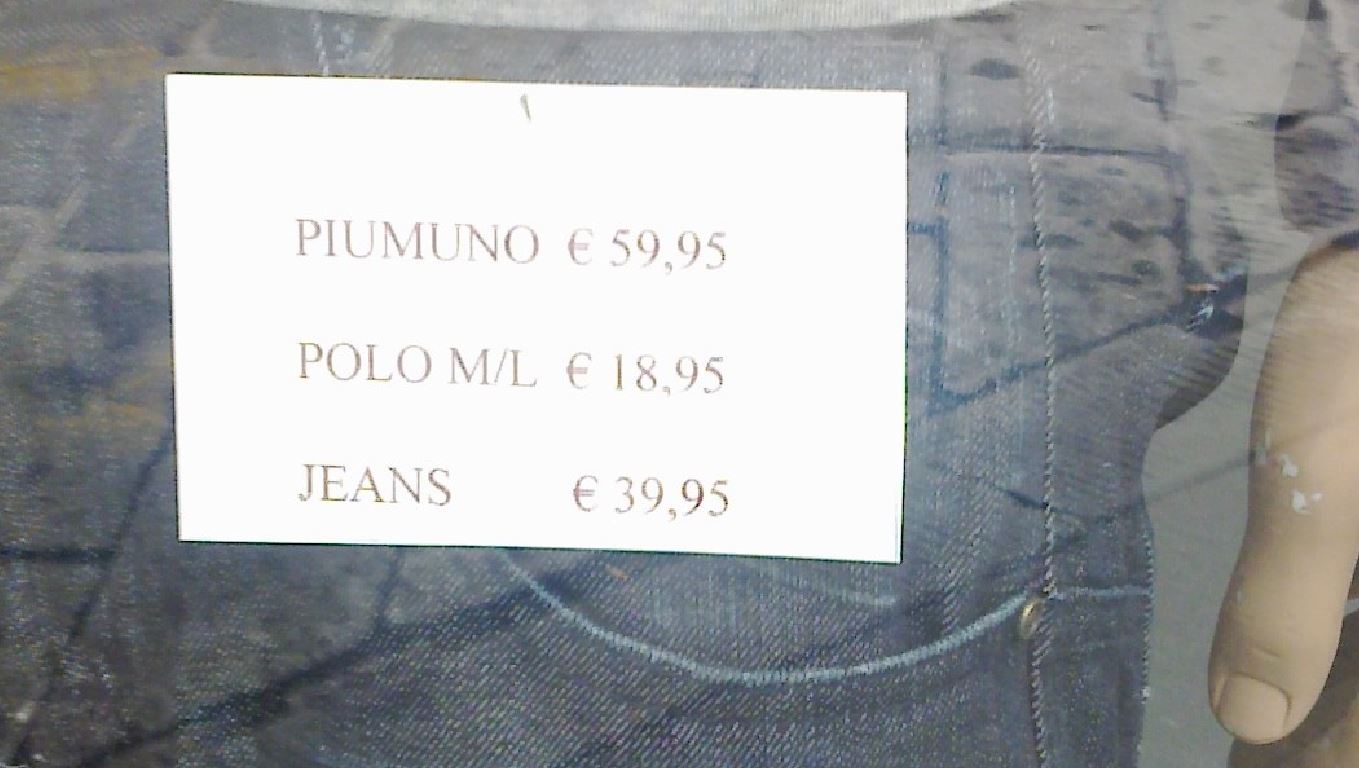 PIUMUNO € 59,95
POLO M/L € 18,95
JEANS € 39,95